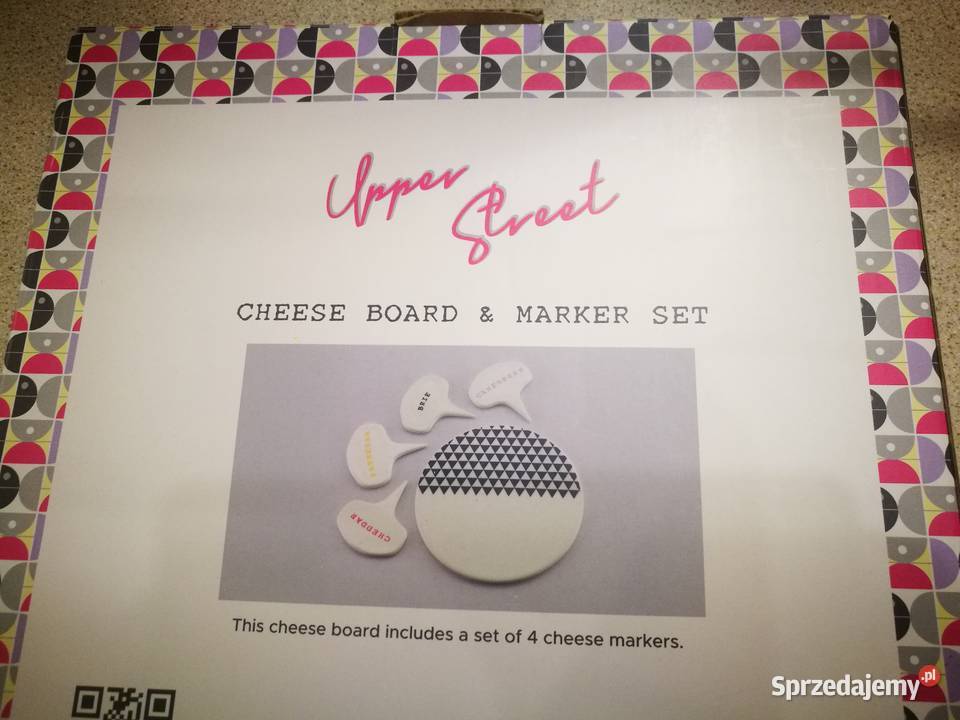 Upper
Street
CHEESE BOARD & MARKER SET
BRIE
CHEDDAR
This cheese board includes a set of 4 cheese markers.
Sprzedajemy.pl